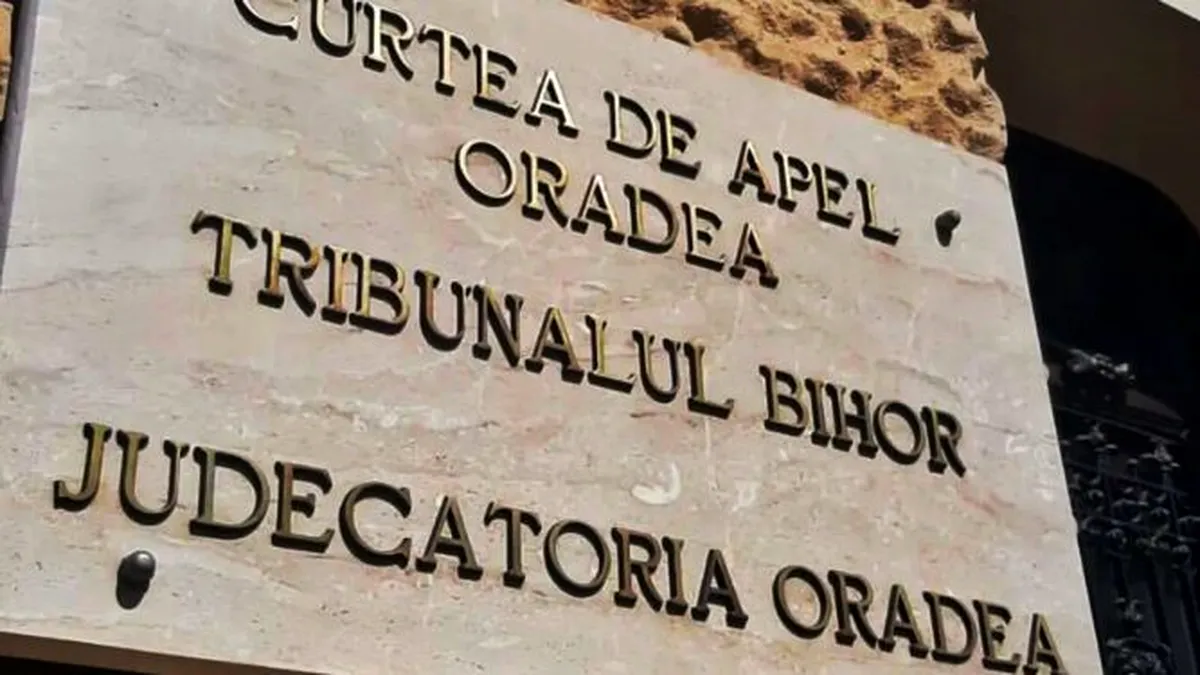 CURTEA DE APEL
ORADEA
TRIBUNALUL BIHOR
JUDECATORIA ORADEA